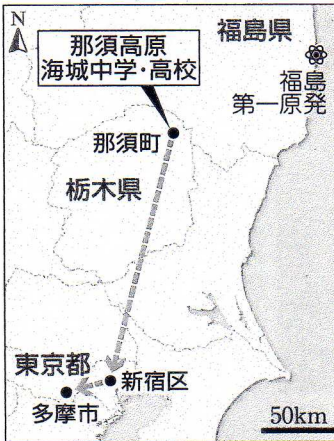 N
那須高原
海城中学・高校
福島県
福島
第一原発
那須町
栃木県
東京都
新宿区
多摩市
50km